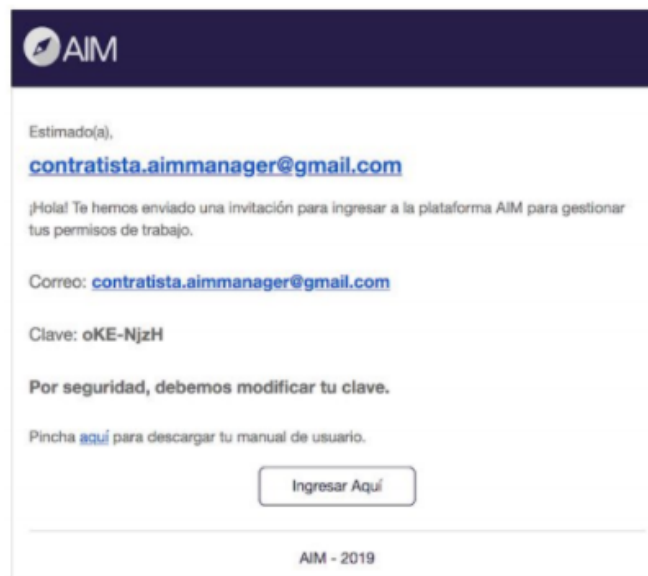 AIM
Estimado(a),
contratista.aimmanager@gmail.com
¡Hola! Te hemos enviado una invitación para ingresar a la plataforma AIM para gestionar
tus permisos de trabajo.
Correo: contratista.aimmanager@gmail.com
Clave: oKE-NjzH
Por seguridad, debemos modificar tu clave.
Pincha aquí para descargar tu manual de usuario.
Ingresar Aquí
AIM - 2019